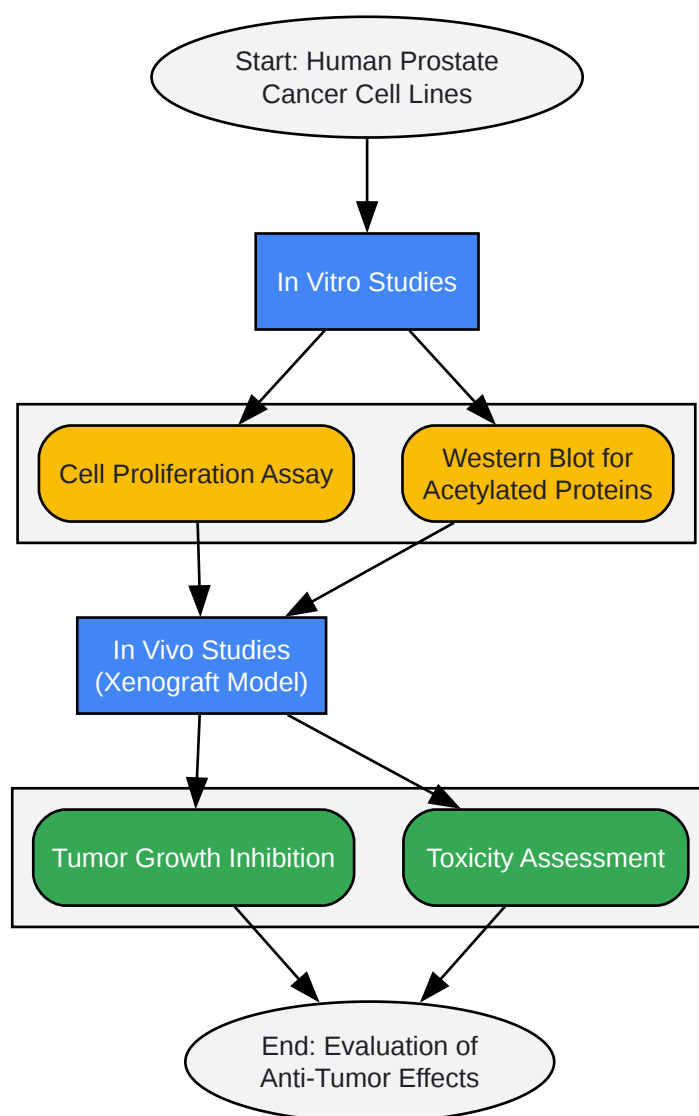 Start: Human Prostate
Cancer Cell Lines
In Vitro Studies
Cell Proliferation Assay
Western Blot for
Acetylated Proteins
In Vivo Studies
(Xenograft Model)
Tumor Growth Inhibition
Toxicity Assessment
End: Evaluation of
Anti-Tumor Effects